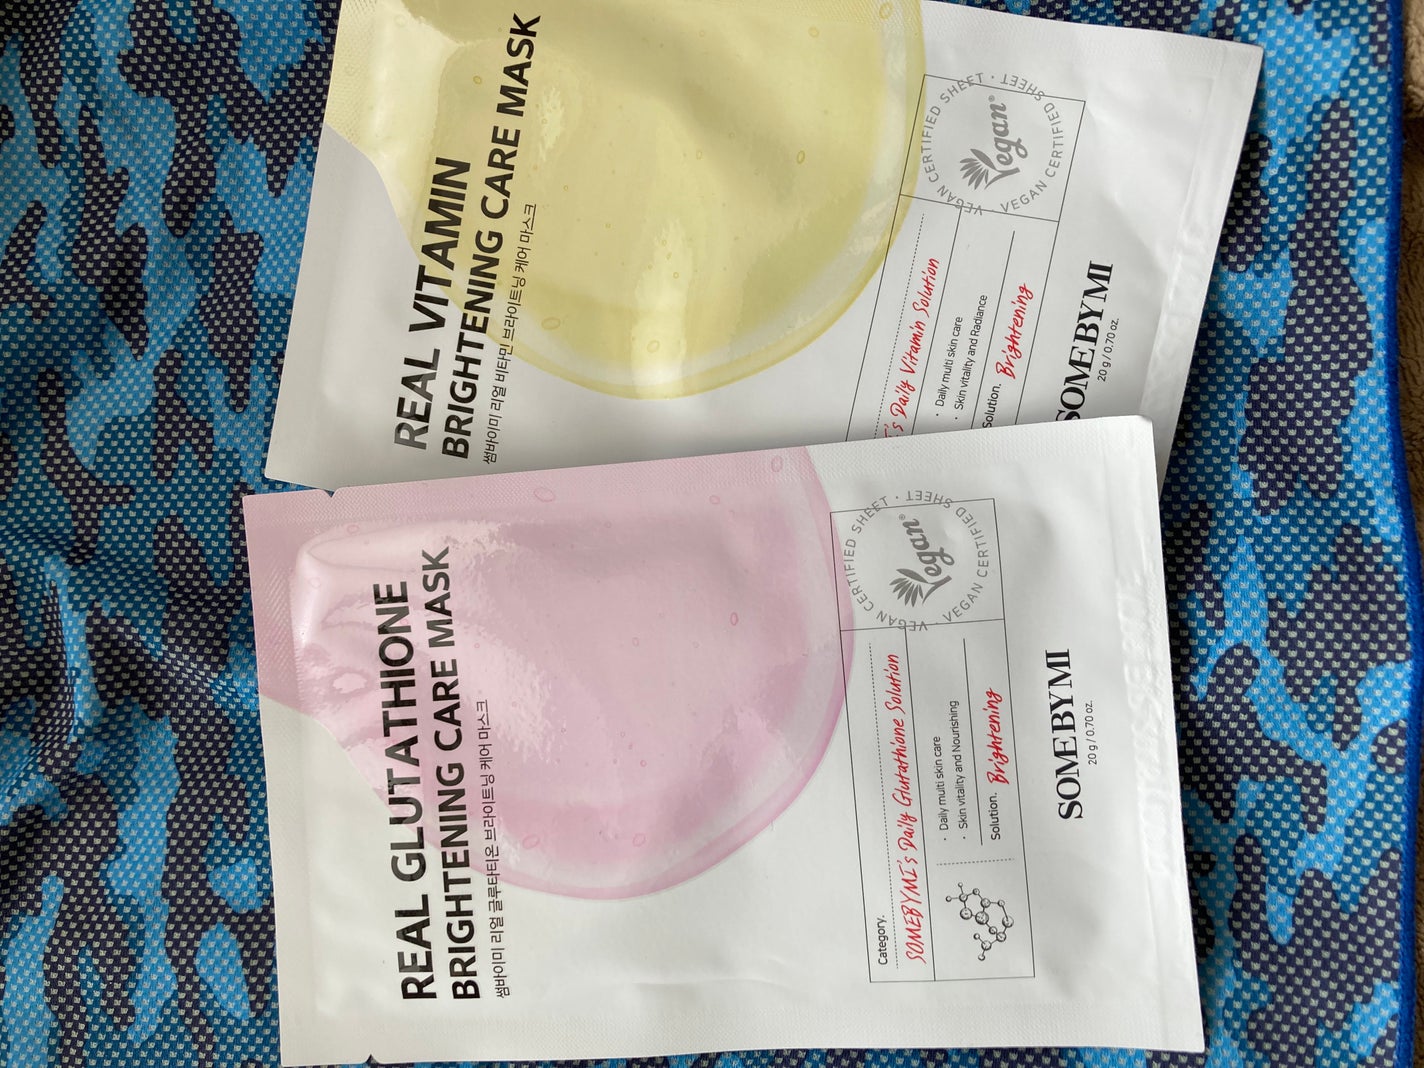 REAL VITAMIN
BRIGHTENING CARE MASK
썸바이미 리얼 비타민 브라이트닝 케어 마스크
I's Daily Vitamin Solution
· Daily multi skin care
· Skin vitality and Radiance
Solution. Brightening
VEGAN CERTIFIED SHEET · VEGAN CERTIFIED SHEET ·
Vegan®
SOMEBYMI
20 g / 0.70 oz.
REAL GLUTATHIONE
BRIGHTENING CARE MASK
썸바이미 리얼 글루타티온 브라이트닝 케어 마스크
Category.
SOMEBYMI's Daily Glutathione Solution
· Daily multi skin care
· Skin vitality and Nourishing
Solution. Brightening
VEGAN CERTIFIED SHEET · VEGAN CERTIFIED SHEET ·
Vegan®
SOMEBYMI
20 g / 0.70 oz.